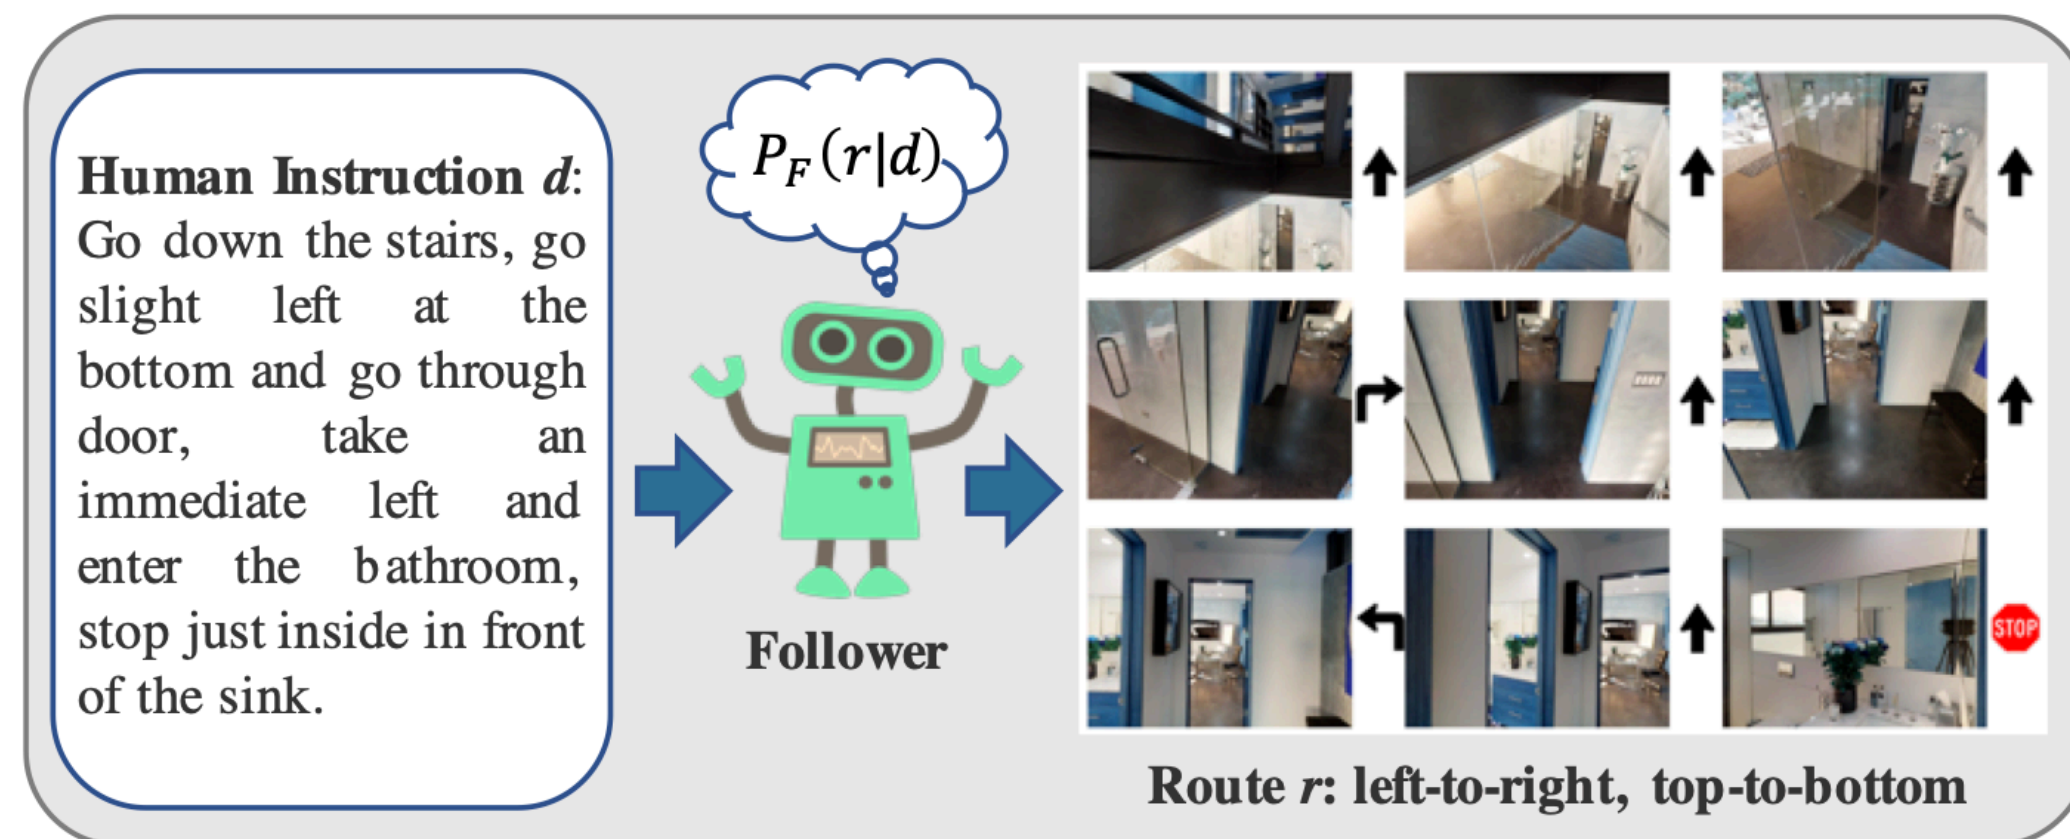 Human Instruction d:
Go down the stairs, go
slight left at the
bottom and go through
door, take an
immediate left and
enter the bathroom,
stop just inside in front
of the sink.
P_F(r|d)
Follower
STOP
Route r: left-to-right, top-to-bottom